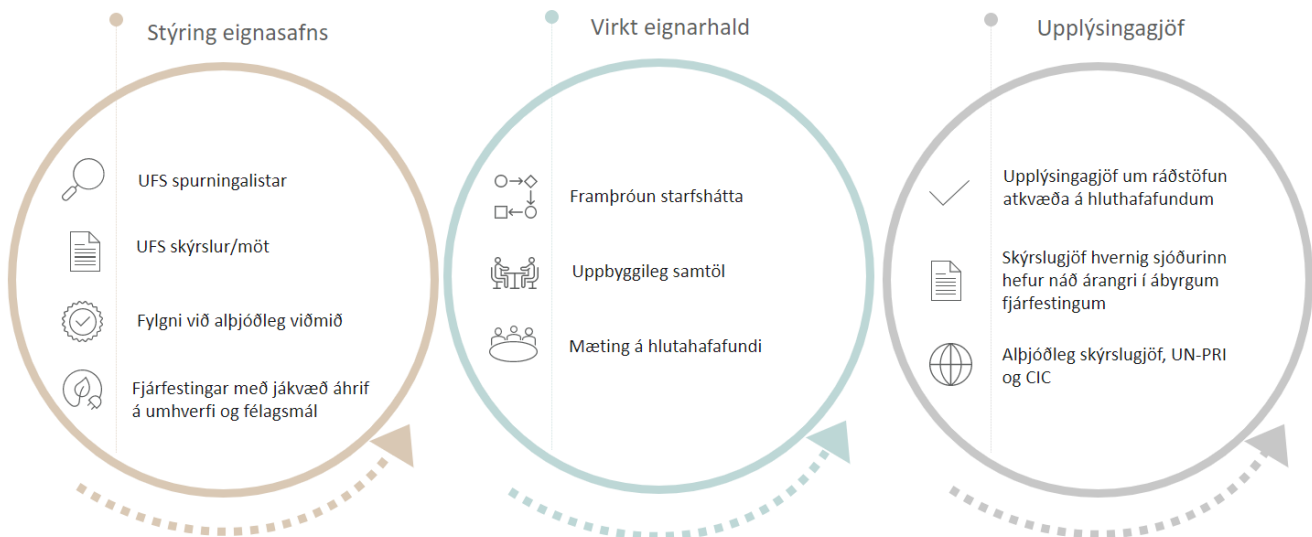 Stýring eignasafns
UFS spurningalistar
UFS skýrslur/möt
Fylgni við alþjóðleg viðmið
Fjárfestingar með jákvæð áhrif
á umhverfi og félagsmál
Virkt eignarhald
Framþróun starfshátta
Uppbyggileg samtöl
Mæting á hlutahafafundi
Upplýsingagjöf
Upplýsingagjöf um ráðstöfun
atkvæða á hluthafafundum
Skýrslugjöf hvernig sjóðurinn
hefur náð árangri í ábyrgum
fjárfestingum
Alþjóðleg skýrslugjöf, UN-PRI
og CIC